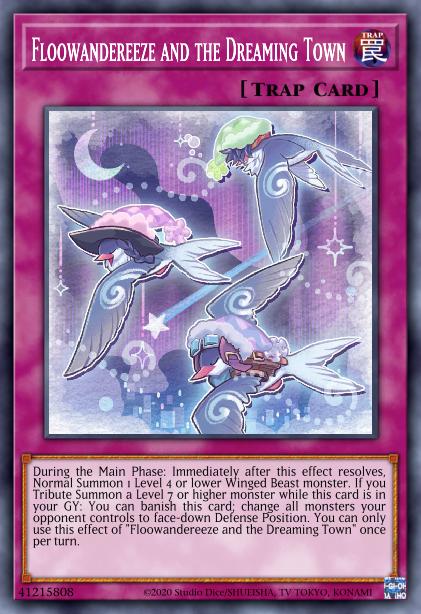 Floowandereeze and the Dreaming Town
TRAP
罠
[Trap Card]
During the Main Phase: Immediately after this effect resolves,
Normal Summon 1 Level 4 or lower Winged Beast monster. If you
Tribute Summon a Level 7 or higher monster while this card is in
your GY: You can banish this card; change all monsters your
opponent controls to face-down Defense Position. You can only
use this effect of "Floowandereeze and the Dreaming Town" once
per turn.
41215808
©2020 Studio Dice/SHUEISHA, TV TOKYO, KONAMI